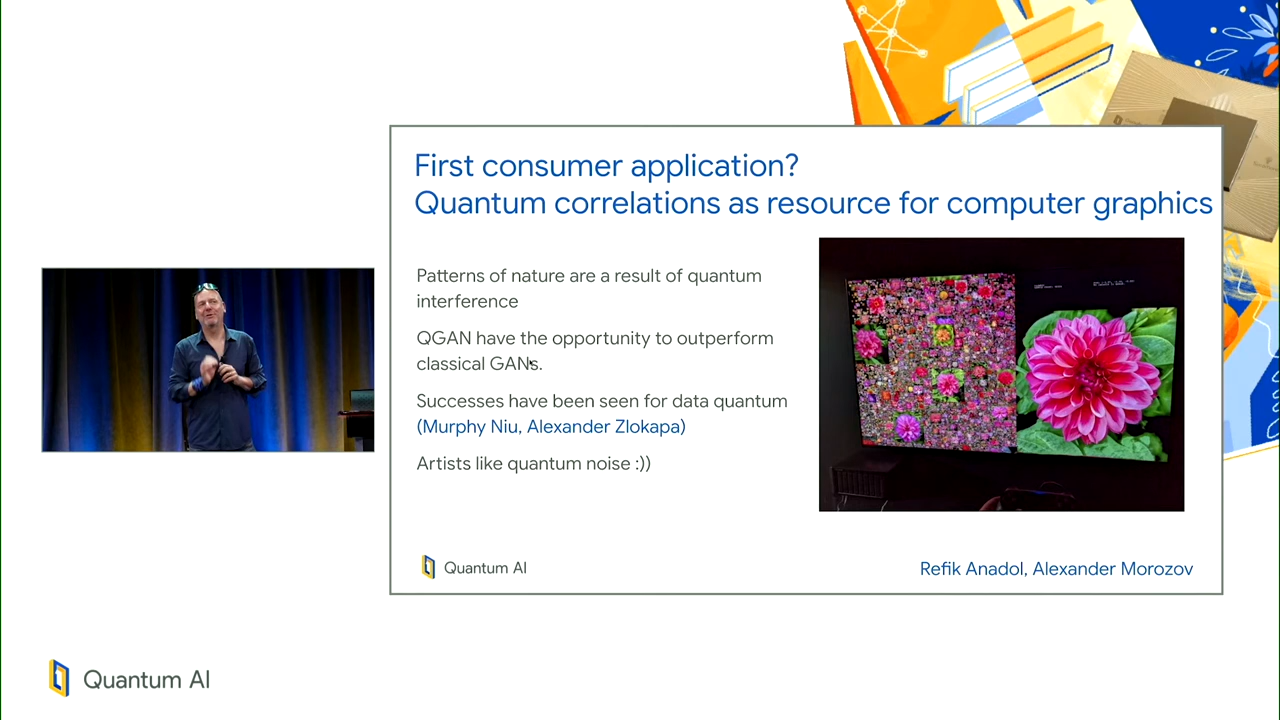 First consumer application?
Quantum correlations as resource for computer graphics
Patterns of nature are a result of quantum
interference
QGAN have the opportunity to outperform
classical GANs.
Successes have been seen for data quantum
(Murphy Niu, Alexander Zlokapa)
Artists like quantum noise :))
Quantum AI
Refik Anadol, Alexander Morozov
Quantum AI